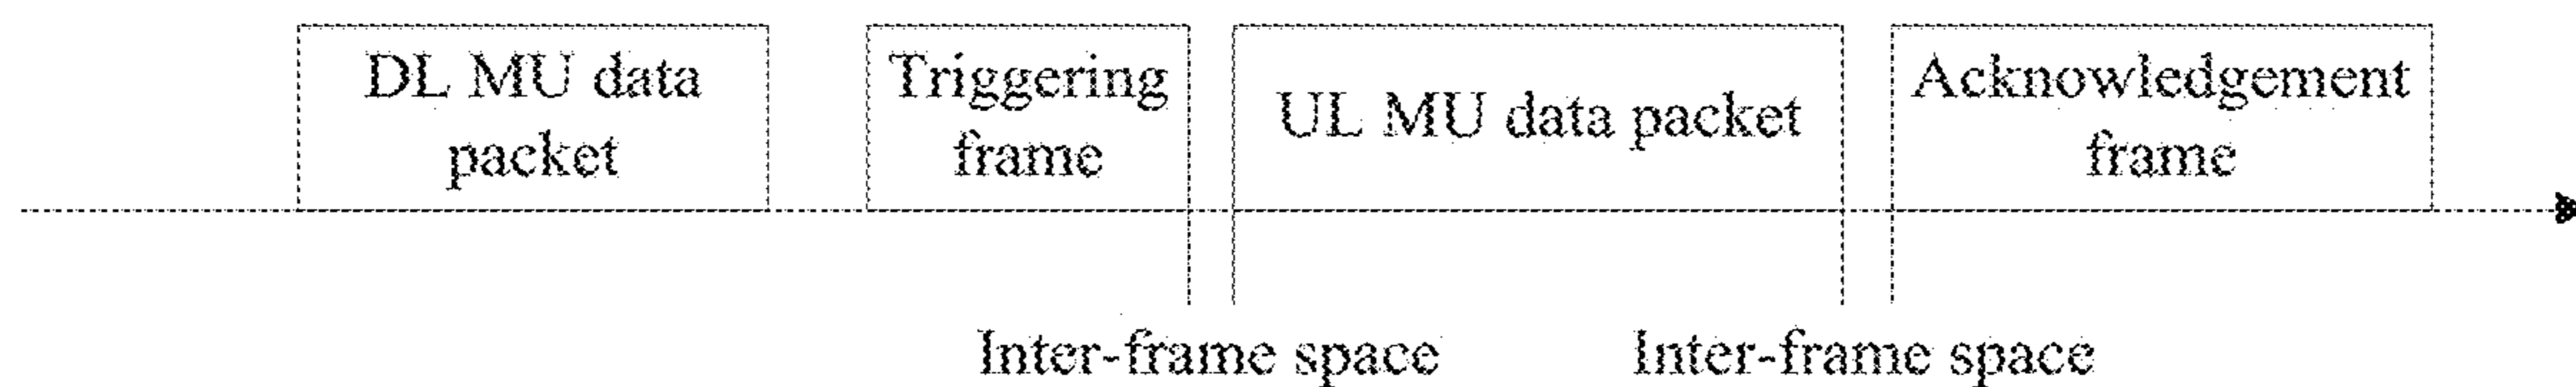 DL MU data
packet
Triggering
frame
UL MU data packet
Acknowledgement
frame
Inter-frame space
Inter-frame space